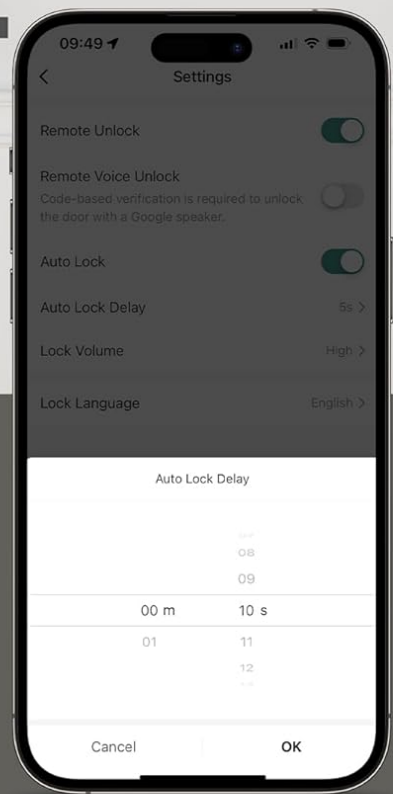 09:49
Settings
Remote Unlock
Remote Voice Unlock
Code-based verification is required to unlock
the door with a Google speaker.
Auto Lock
Auto Lock Delay 5s
Lock Volume High
Lock Language English
Auto Lock Delay
08
09
00 m 10 s
01 11
12
Cancel OK